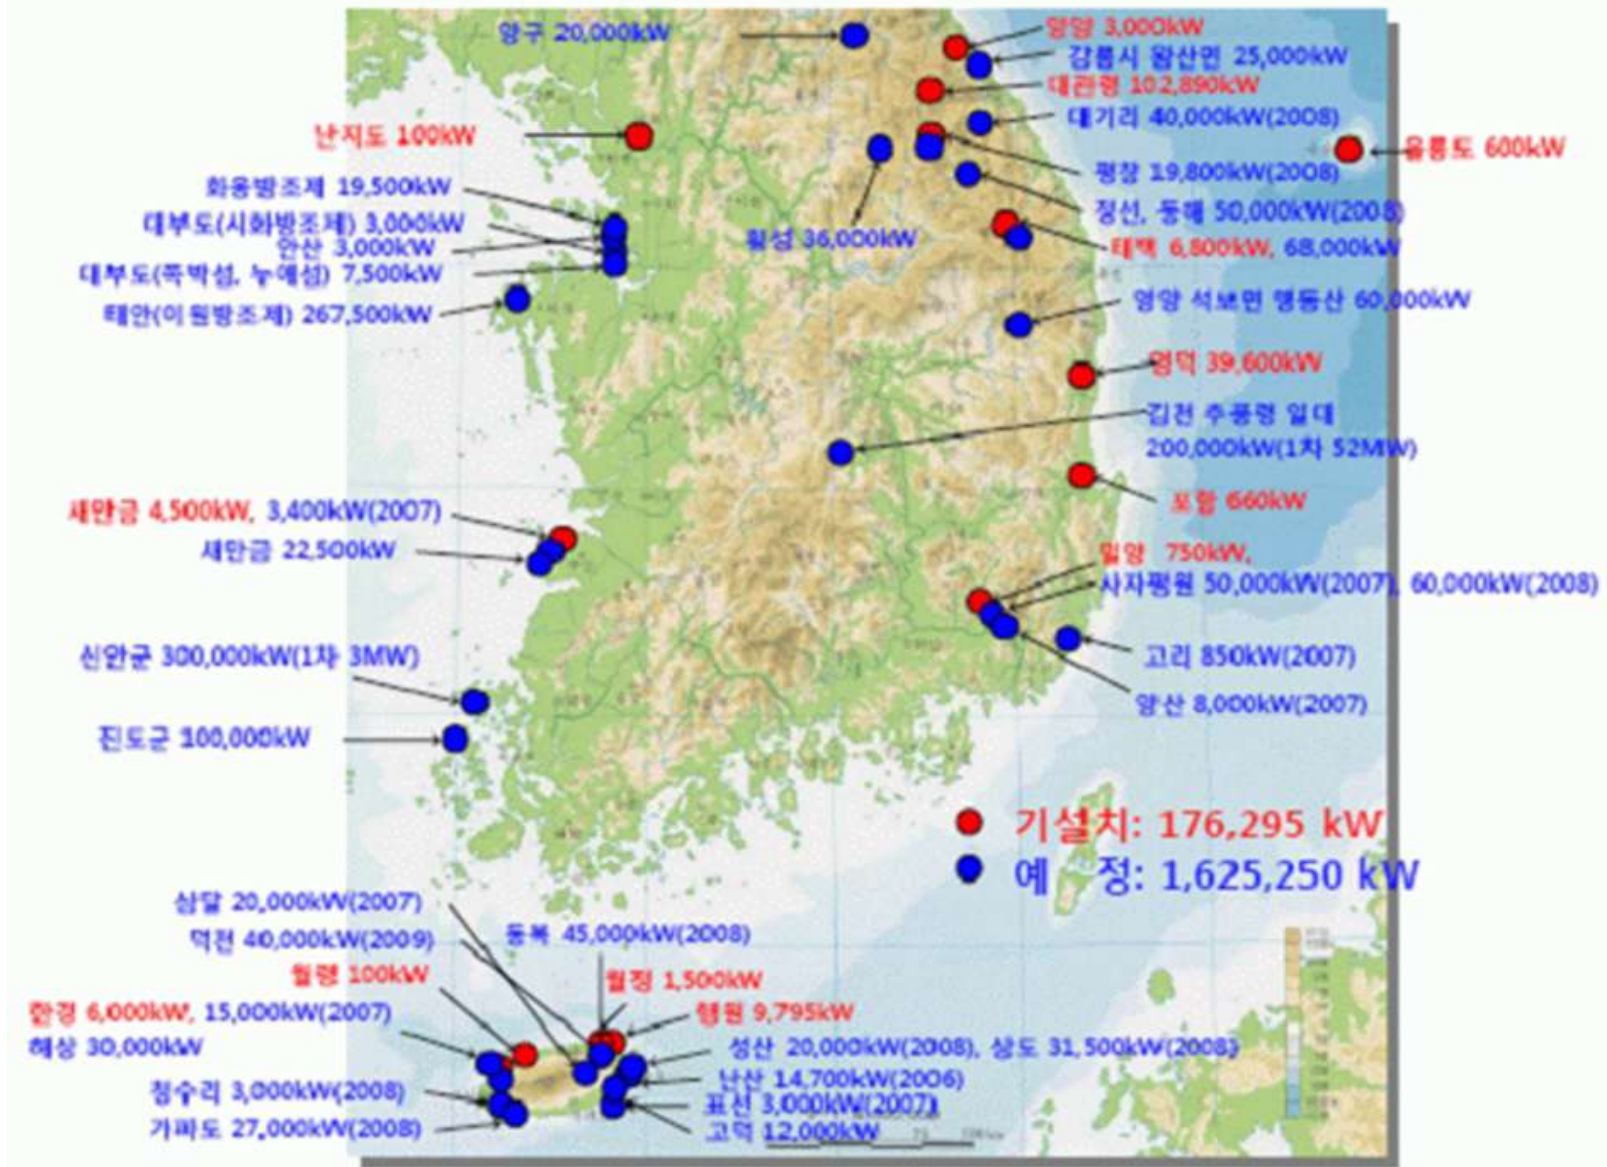 양구 20,000kW
양양 3,000kW
강릉시 왕산면 25,000kW
대관령 102,890kW
대기리 40,000kW(2008)
난지도 100kW
울릉도 600kW
평창 19,800kW(2008)
화옹방조제 19,500kW
정선, 동해 50,000kW(2008)
대부도(시화방조제) 3,000kW
횡성 36,000kW
안산 3,000kW
태백 6,800kW, 68,000kW
대부도(쪽박섬, 누에섬) 7,500kW
영양 석보면 맹동산 60,000kW
태안(이원방조제) 267,500kW
영덕 39,600kW
김천 추풍령 일대
200,000kW(1차 52MW)
포항 660kW
새만금 4,500kW, 3,400kW(2007)
새만금 22,500kW
밀양 750kW,
사자평원 50,000kW(2007), 60,000kW(2008)
신안군 300,000kW(1차 3MW)
고리 850kW(2007)
양산 8,000kW(2007)
진도군 100,000kW
기설치: 176,295 kW
예 정: 1,625,250 kW
삼달 20,000kW(2007)
덕천 40,000kW(2009)
동복 45,000kW(2008)
월령 100kW
월정 1,500kW
한경 6,000kW, 15,000kW(2007)
행원 9,795kW
해상 30,000kW
성산 20,000kW(2008), 상도 31,500kW(2008)
난산 14,700kW(2006)
청수리 3,000kW(2008)
표선 3,000kW(2007)
가파도 27,000kW(2008)
고덕 12,000kW